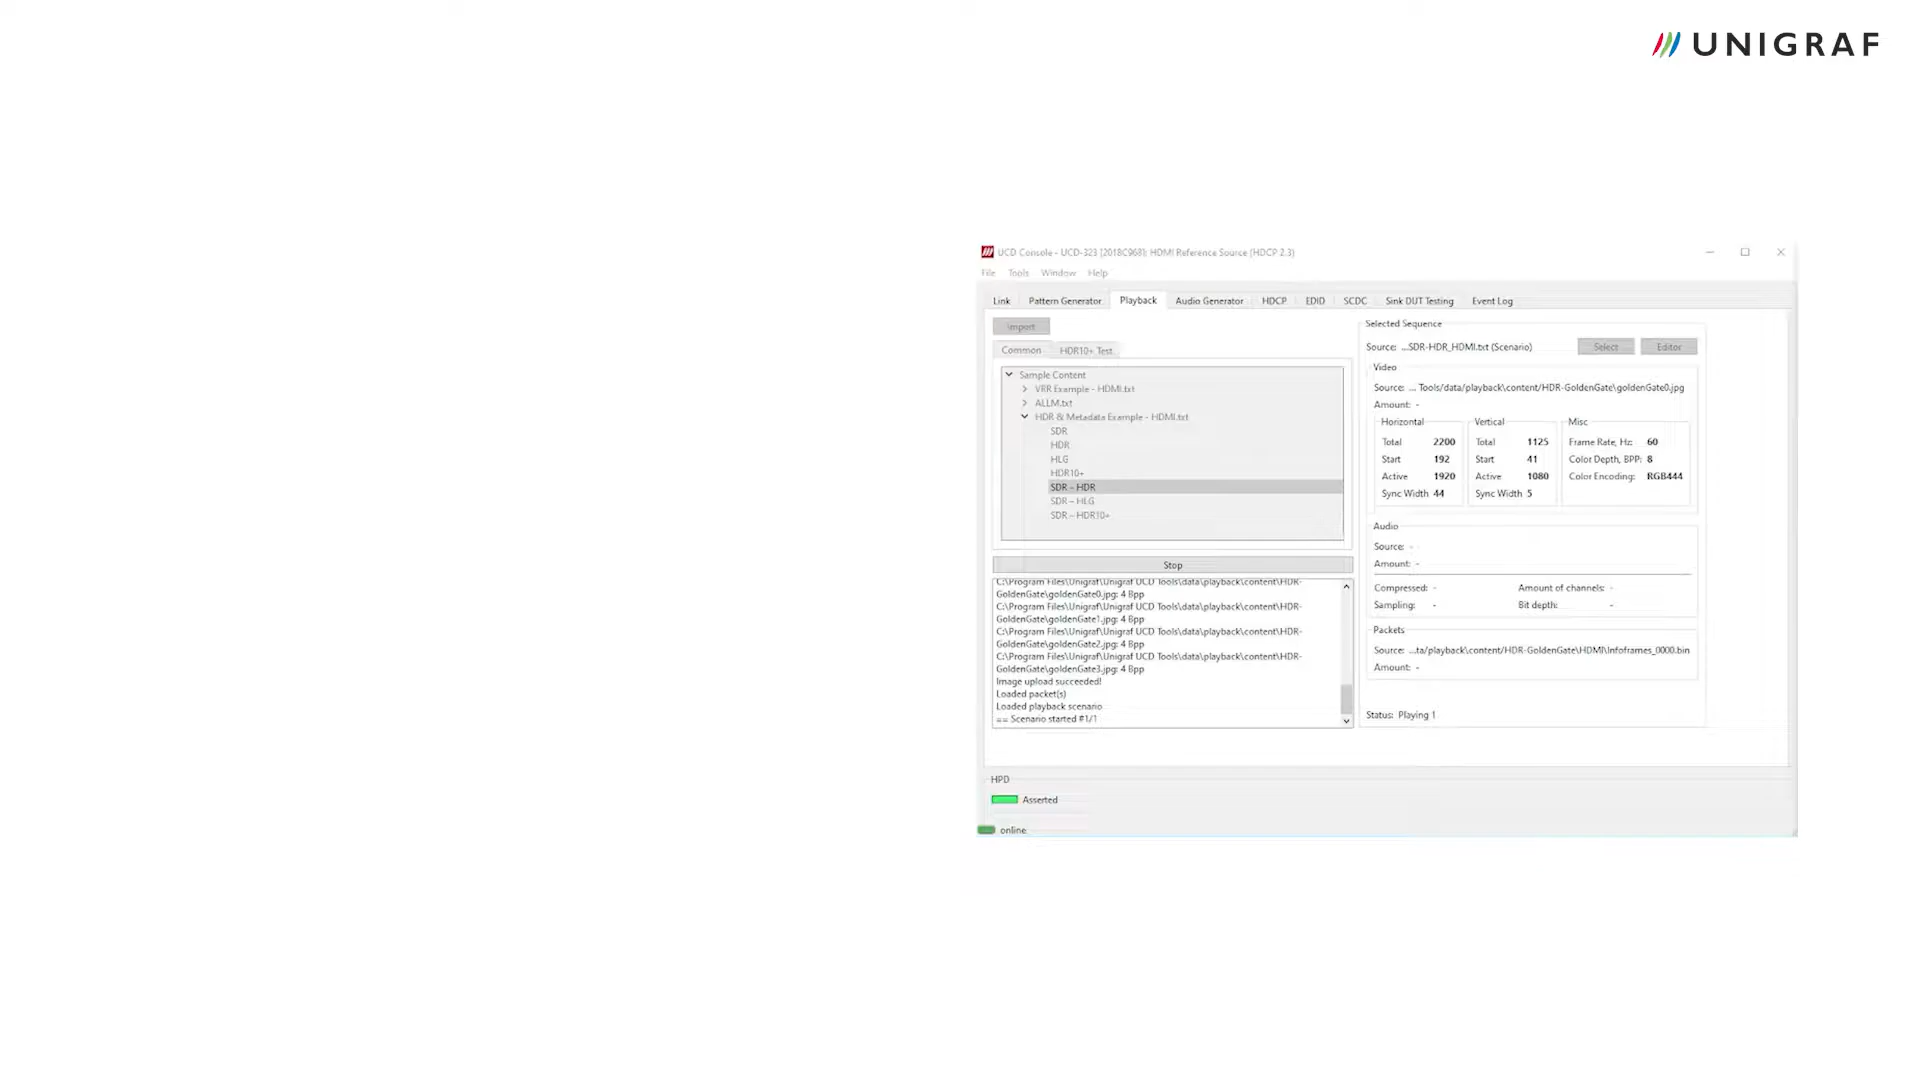 UNIGRAF
UCD Console - UCD-323 [2018C968]: HDMI Reference Source (HDCP 2.3)
File Tools Window Help
Link Pattern Generator Playback Audio Generator HDCP EDID SCDC Sink DUT Testing Event Log
Import
Common HDR10+ Test
Sample Content
VRR Example - HDMI.txt
ALLM.txt
HDR & Metadata Example - HDMI.txt
SDR
HDR
HLG
HDR10+
SDR – HDR
SDR – HLG
SDR – HDR10+
Stop
C:\Program Files\Unigraf\Unigraf UCD Tools\data\playback\content\HDR-
GoldenGate\goldenGate0.jpg: 4 Bpp
C:\Program Files\Unigraf\Unigraf UCD Tools\data\playback\content\HDR-
GoldenGate\goldenGate1.jpg: 4 Bpp
C:\Program Files\Unigraf\Unigraf UCD Tools\data\playback\content\HDR-
GoldenGate\goldenGate2.jpg: 4 Bpp
C:\Program Files\Unigraf\Unigraf UCD Tools\data\playback\content\HDR-
GoldenGate\goldenGate3.jpg: 4 Bpp
Image upload succeeded!
Loaded packet(s)
Loaded playback scenario
== Scenario started #1/1
Selected Sequence
Source: ...SDR-HDR_HDMI.txt (Scenario) Select Editor
Video
Source: ... Tools/data/playback\content/HDR-GoldenGate\goldenGate0.jpg
Amount: -
Horizontal Vertical Misc
Total 2200 Total 1125 Frame Rate, Hz: 60
Start 192 Start 41 Color Depth, BPP: 8
Active 1920 Active 1080 Color Encoding: RGB444
Sync Width 44 Sync Width 5
Audio
Source: -
Amount: -
Compressed: - Amount of channels: -
Sampling: - Bit depth: -
Packets
Source: ...ta/playback\content/HDR-GoldenGate\HDMI\Infoframes_0000.bin
Amount: -
Status: Playing 1
HPD
Asserted
online